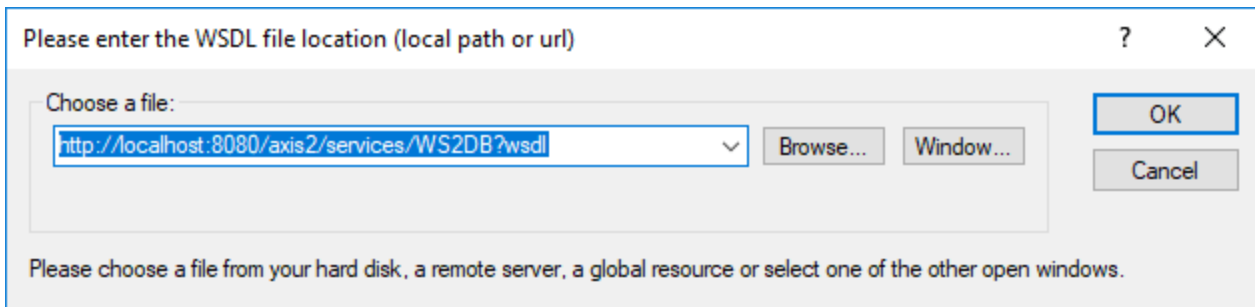 Please enter the WSDL file location (local path or url)
?
Choose a file:
OK
http://localhost:8080/axis2/services/WS2DB?wsdl
Browse...
Window...
Cancel
Please choose a file from your hard disk, a remote server, a global resource or select one of the other open windows.